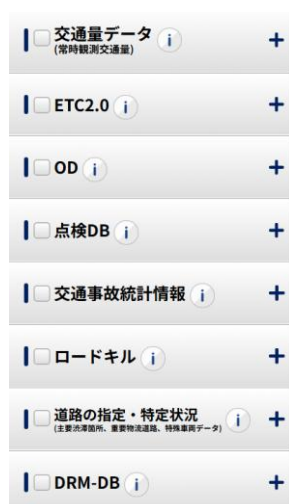 交通量データ
(常時観測交通量)
ETC2.0
OD
点検DB
交通事故統計情報
ロードキル
道路の指定・特定状況
(主要渋滞箇所、重要物流道路、特殊車両データ)
DRM-DB